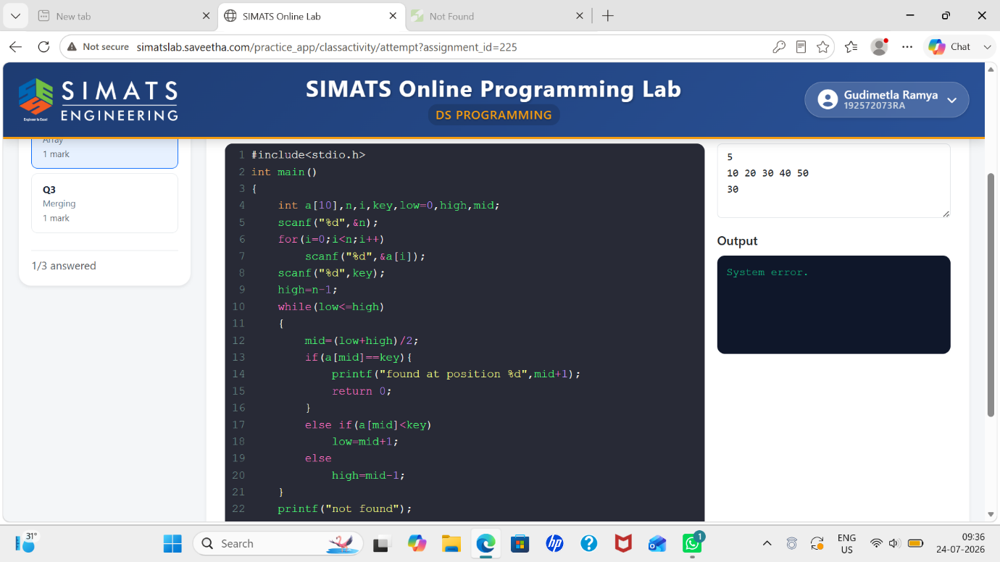 New tab
SIMATS Online Lab
Not Found
Not secure simatslab.saveetha.com/practice_app/classactivity/attempt?assignment_id=225
Chat
SIMATS
ENGINEERING
Engineer to Excel
SIMATS Online Programming Lab
DS PROGRAMMING
Gudimetla Ramya
192572073RA
Array
1 mark
Q3
Merging
1 mark
1/3 answered
1 #include<stdio.h>
2 int main()
3 {
4     int a[10],n,i,key,low=0,high,mid;
5     scanf("%d",&n);
6     for(i=0;i<n;i++)
7         scanf("%d",&a[i]);
8     scanf("%d",key);
9     high=n-1;
10     while(low<=high)
11     {
12         mid=(low+high)/2;
13         if(a[mid]==key){
14             printf("found at position %d",mid+1);
15             return 0;
16         }
17         else if(a[mid]<key)
18             low=mid+1;
19         else
20             high=mid-1;
21     }
22     printf("not found");
5
10 20 30 40 50
30
Output
System error.
31°
Search
hp
1
ENG
US
09:36
24-07-2026